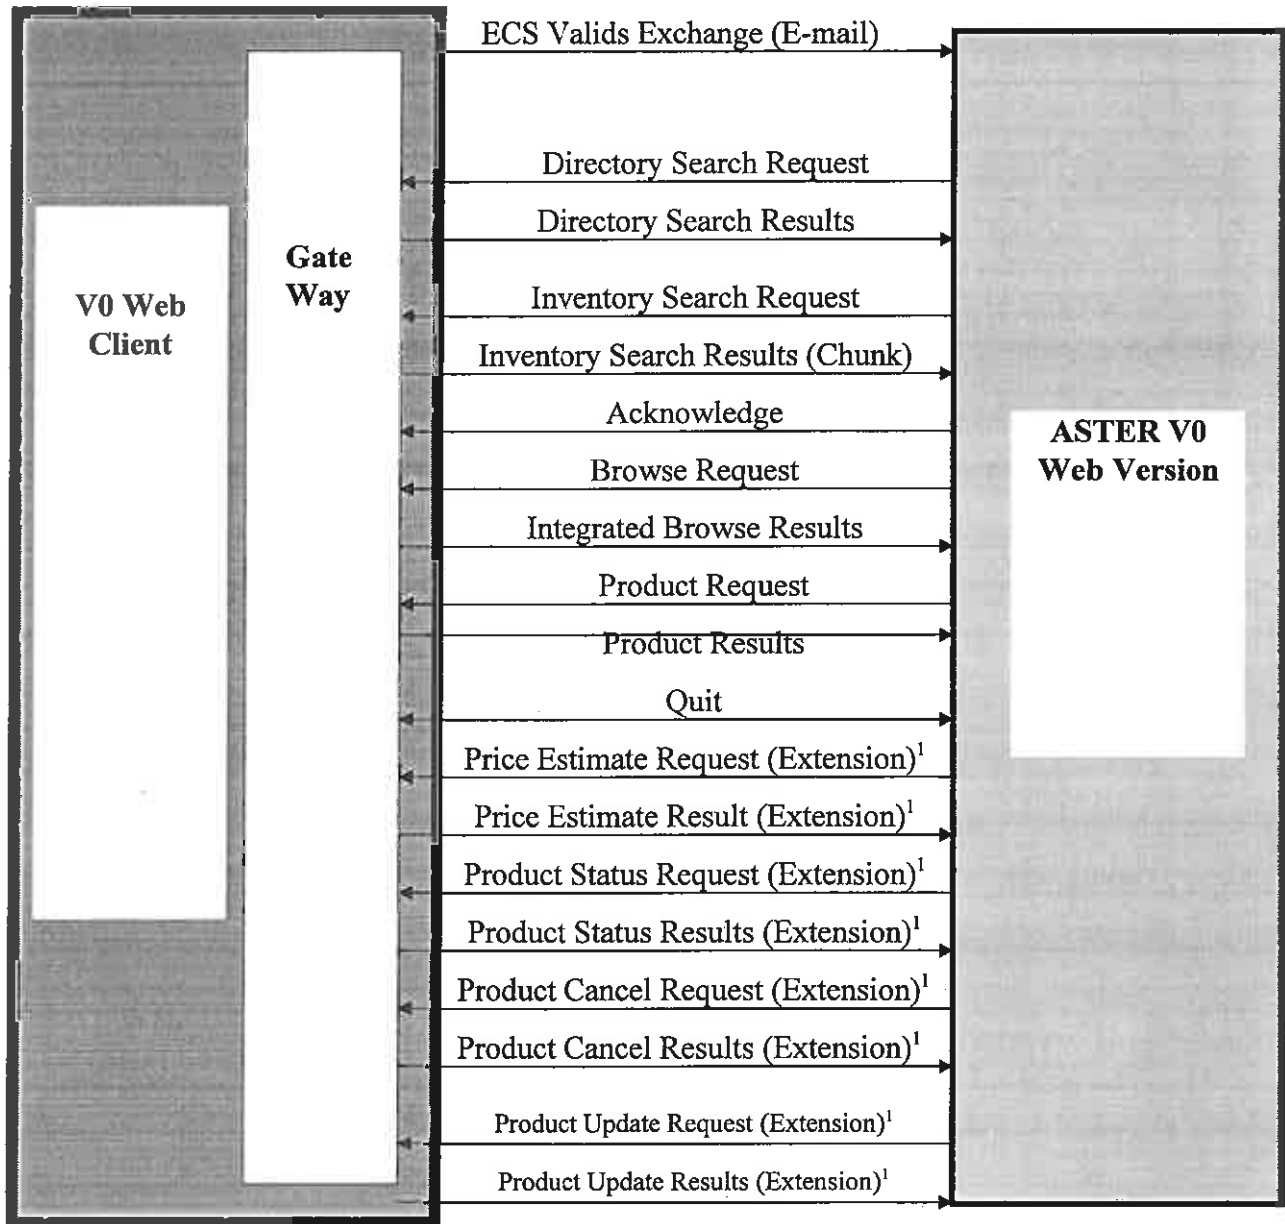 ECS Valids Exchange (E-mail)
Directory Search Request
Directory Search Results
Gate
Way
V0 Web
Client
Inventory Search Request
Inventory Search Results (Chunk)
Acknowledge
ASTER V0
Web Version
Browse Request
Integrated Browse Results
Product Request
Product Results
Quit
Price Estimate Request (Extension)¹
Price Estimate Result (Extension)¹
Product Status Request (Extension)¹
Product Status Results (Extension)¹
Product Cancel Request (Extension)¹
Product Cancel Results (Extension)¹
Product Update Request (Extension)¹
Product Update Results (Extension)¹